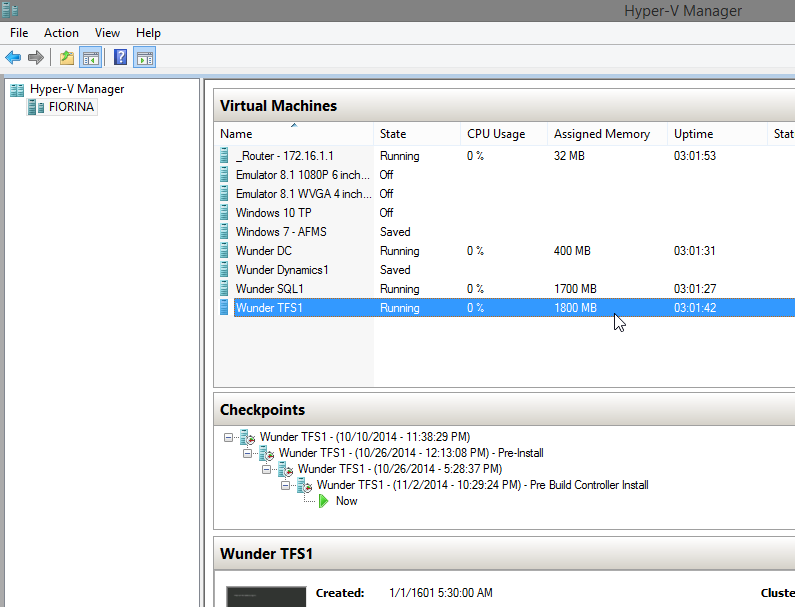 Hyper-V Manager
File Action View Help
Hyper-V Manager
FIORINA
Virtual Machines
Name State CPU Usage Assigned Memory Uptime Stat
_Router - 172.16.1.1 Running 0 % 32 MB 03:01:53
Emulator 8.1 1080P 6 inch... Off
Emulator 8.1 WVGA 4 inch... Off
Windows 10 TP Off
Windows 7 - AFMS Saved
Wunder DC Running 0 % 400 MB 03:01:31
Wunder Dynamics1 Saved
Wunder SQL1 Running 0 % 1700 MB 03:01:27
Wunder TFS1 Running 0 % 1800 MB 03:01:42
Checkpoints
Wunder TFS1 - (10/10/2014 - 11:38:29 PM)
Wunder TFS1 - (10/26/2014 - 12:13:08 PM) - Pre-Install
Wunder TFS1 - (10/26/2014 - 5:28:37 PM)
Wunder TFS1 - (11/2/2014 - 10:29:24 PM) - Pre Build Controller Install
Now
Wunder TFS1
Created: 1/1/1601 5:30:00 AM Cluste